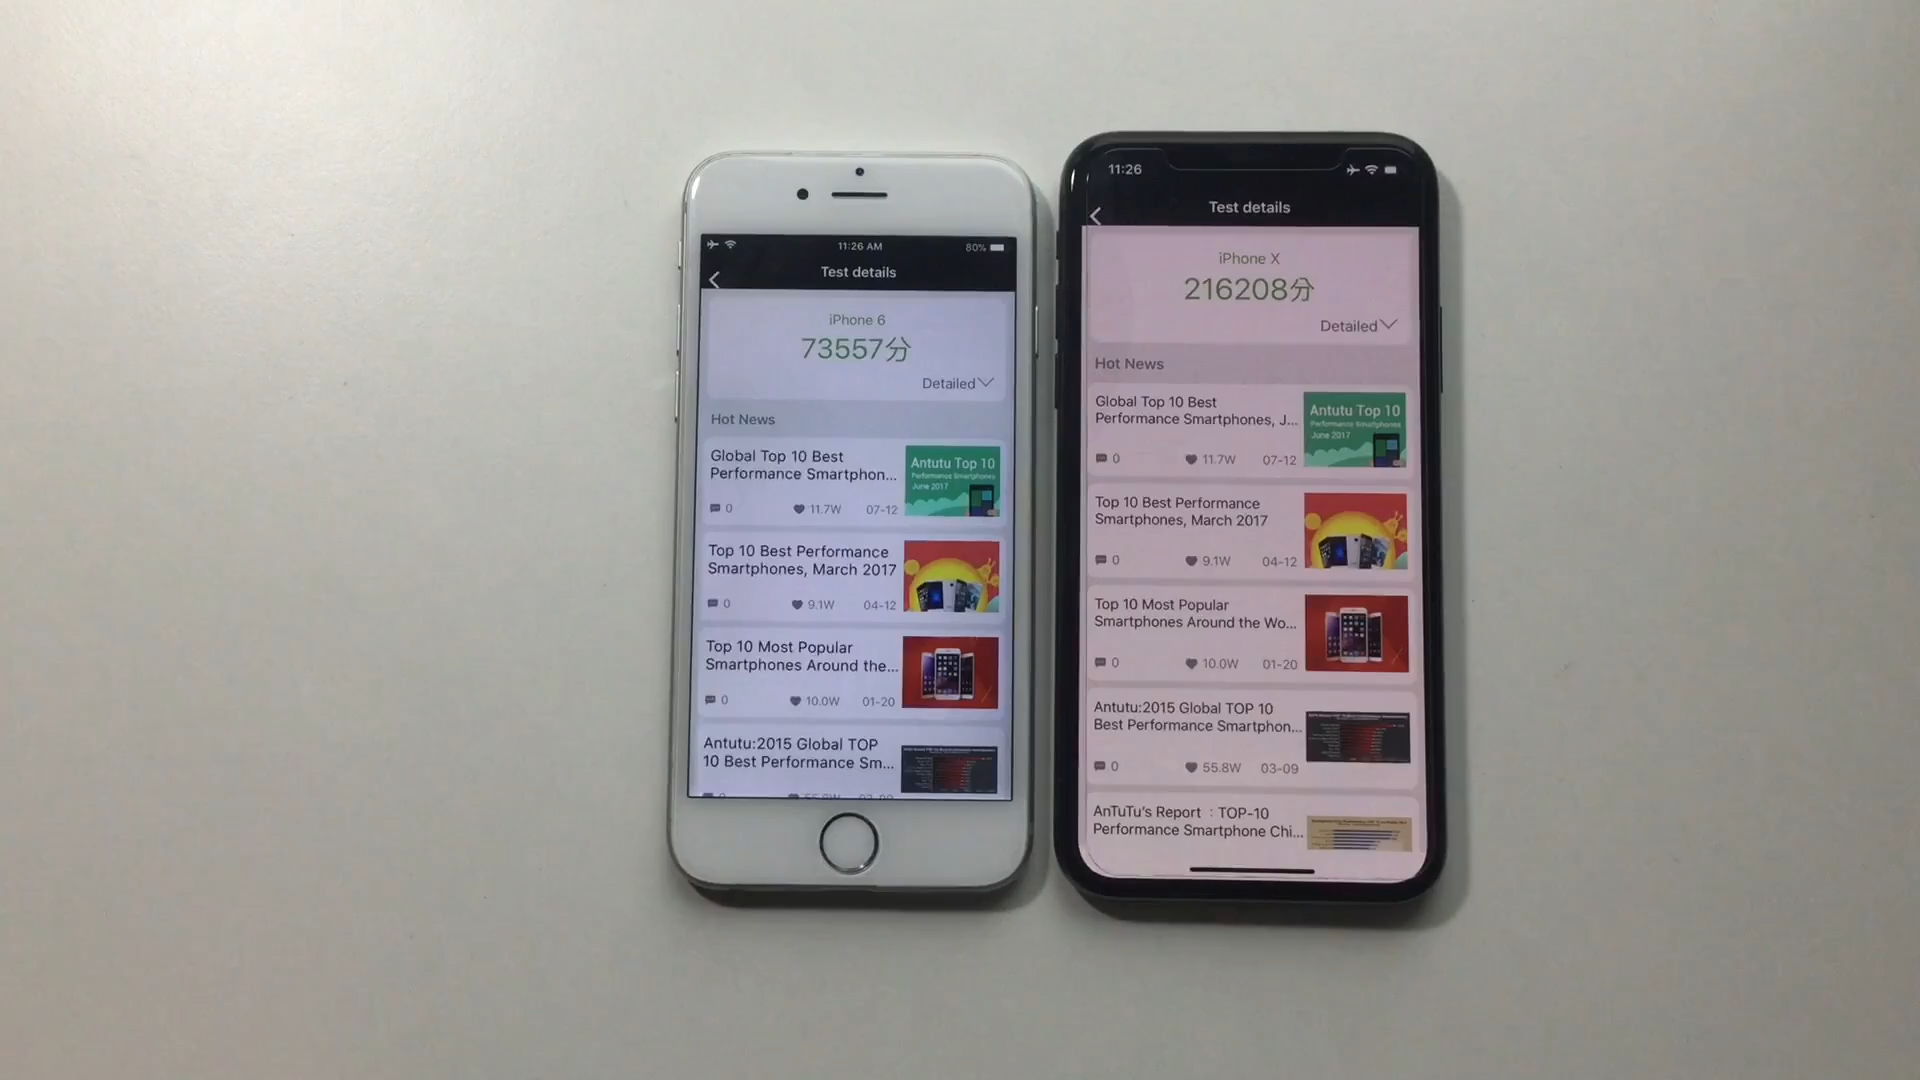 11:26 AM
80%
Test details
iPhone 6
73557分
Detailed
Hot News
Global Top 10 Best
Performance Smartphon...
0
11.7W
07-12
Antutu Top 10
Performance Smartphones
June 2017
Top 10 Best Performance
Smartphones, March 2017
0
9.1W
04-12
Top 10 Most Popular
Smartphones Around the...
0
10.0W
01-20
Antutu:2015 Global TOP
10 Best Performance Sm...
11:26
Test details
iPhone X
216208分
Detailed
Hot News
Global Top 10 Best
Performance Smartphones, J...
0
11.7W
07-12
Antutu Top 10
Performance Smartphones
June 2017
Top 10 Best Performance
Smartphones, March 2017
0
9.1W
04-12
Top 10 Most Popular
Smartphones Around the Wo...
0
10.0W
01-20
Antutu:2015 Global TOP 10
Best Performance Smartphon...
0
55.8W
03-09
AnTuTu's Report：TOP-10
Performance Smartphone Chi...